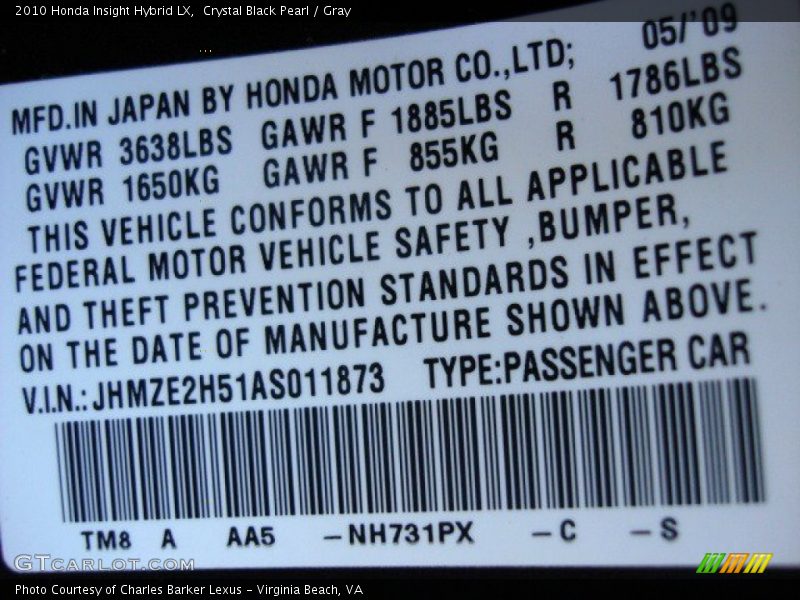 2010 Honda Insight Hybrid LX,  Crystal Black Pearl / Gray
...
05/'09
MFD.IN JAPAN BY HONDA MOTOR CO.,LTD;
GVWR 3638LBS GAWR F 1885LBS R 1786LBS
GVWR 1650KG GAWR F 855KG R 810KG
THIS VEHICLE CONFORMS TO ALL APPLICABLE
FEDERAL MOTOR VEHICLE SAFETY ,BUMPER,
AND THEFT PREVENTION STANDARDS IN EFFECT
ON THE DATE OF MANUFACTURE SHOWN ABOVE.
V.I.N.: JHMZE2H51AS011873 TYPE:PASSENGER CAR
TM8 A AA5 -NH731PX -C -S
GTCARLOT.COM
Photo Courtesy of Charles Barker Lexus - Virginia Beach, VA